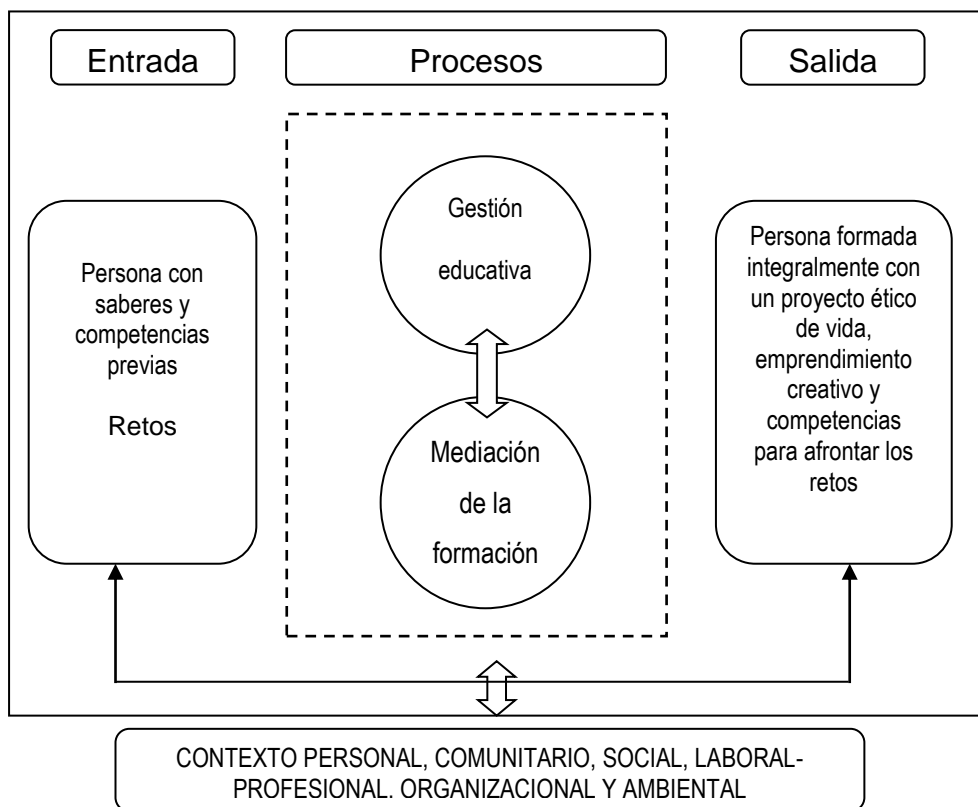 Entrada
Procesos
Salida
Persona con
saberes y
competencias
previas
Retos
Gestión
educativa
Mediación
de la
formación
Persona formada
integralmente con
un proyecto ético
de vida,
emprendimiento
creativo y
competencias
para afrontar los
retos
CONTEXTO PERSONAL, COMUNITARIO, SOCIAL, LABORAL-
PROFESIONAL. ORGANIZACIONAL Y AMBIENTAL